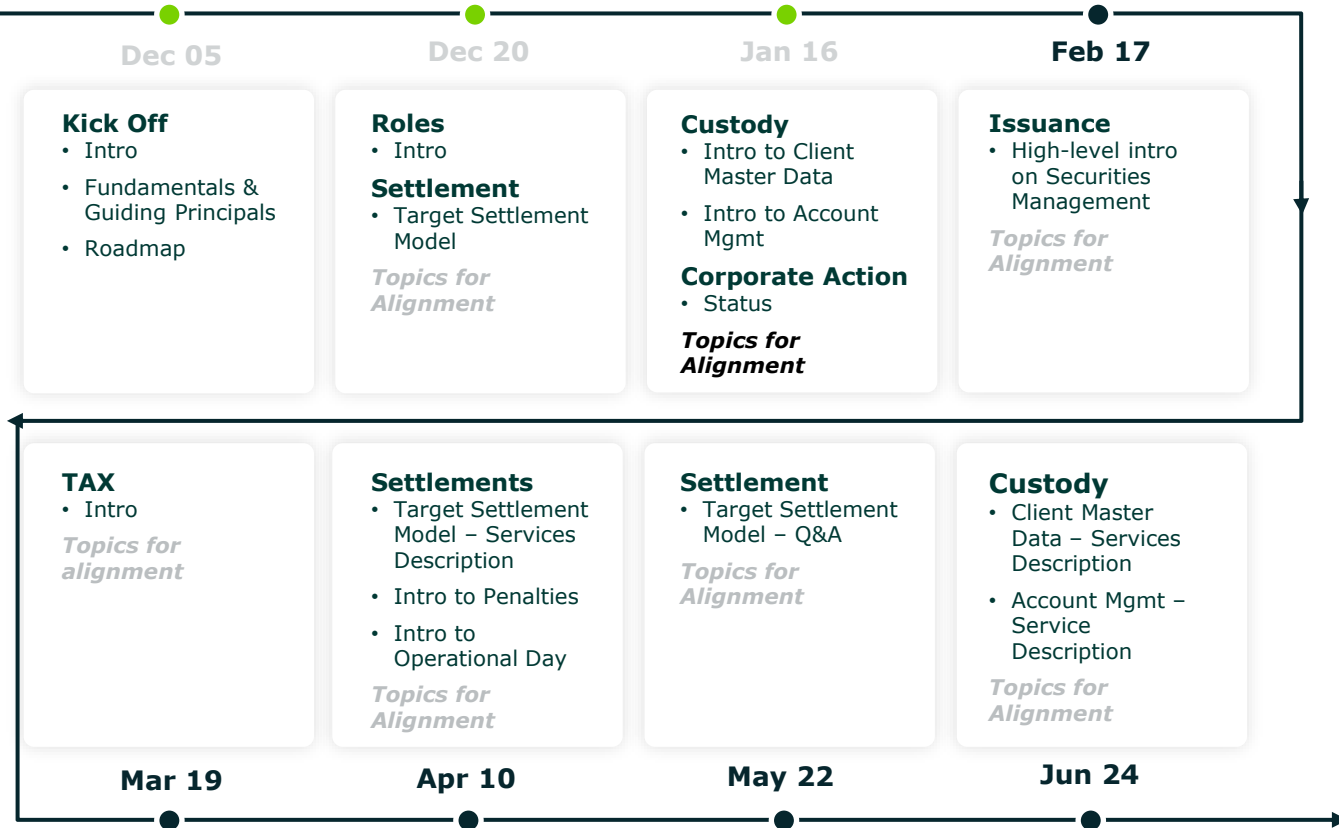 Dec 05
Dec 20
Jan 16
Feb 17
Kick Off
• Intro
• Fundamentals &
Guiding Principals
• Roadmap
Roles
• Intro
Settlement
• Target Settlement
Model
Topics for
Alignment
Custody
• Intro to Client
Master Data
• Intro to Account
Mgmt
Corporate Action
• Status
Topics for
Alignment
Issuance
• High-level intro
on Securities
Management
Topics for
Alignment
TAX
• Intro
Topics for
alignment
Settlements
• Target Settlement
Model – Services
Description
• Intro to Penalties
• Intro to
Operational Day
Topics for
Alignment
Settlement
• Target Settlement
Model – Q&A
Topics for
Alignment
Custody
• Client Master
Data – Services
Description
• Account Mgmt –
Service
Description
Topics for
Alignment
Mar 19
Apr 10
May 22
Jun 24